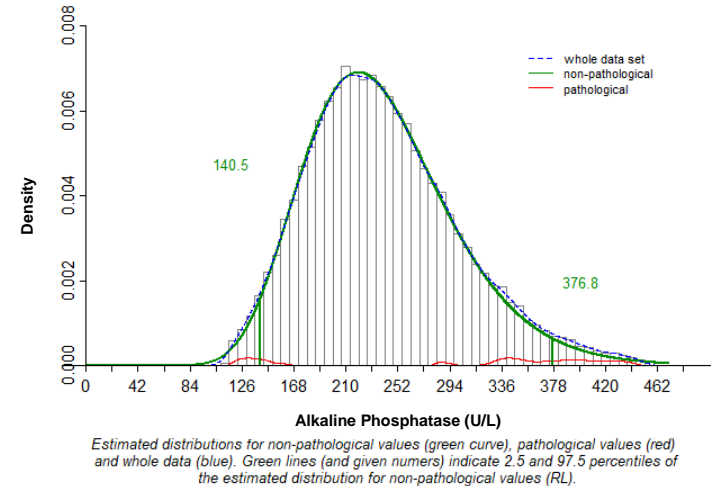 0.008
whole data set
non-pathological
pathological
0.006
140.5
0.004
Density
376.8
0.002
0.000
0 42 84 126 168 210 252 294 336 378 420 462
Alkaline Phosphatase (U/L)
Estimated distributions for non-pathological values (green curve), pathological values (red)
and whole data (blue). Green lines (and given numers) indicate 2.5 and 97.5 percentiles of
the estimated distribution for non-pathological values (RL).